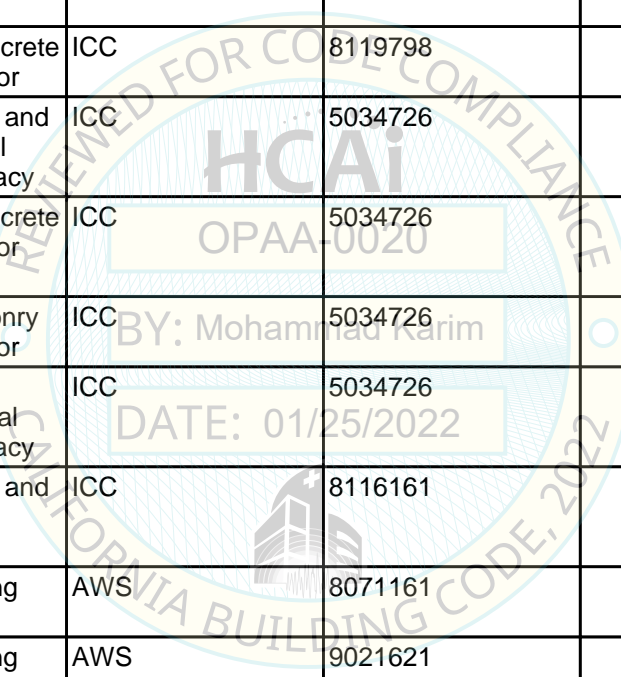 crete ICC 8119798
or
and ICC 5034726
l
acy
crete ICC 5034726
or
nry ICC 5034726
or
ICC 5034726
al
acy
and ICC 8116161
ng AWS 8071161
ng AWS 9021621
REVIEWED FOR CODE COMPLIANCE
HCAi
OPAA-0020
BY: Mohammad Karim
DATE: 01/25/2022
CALIFORNIA BUILDING CODE, 2022